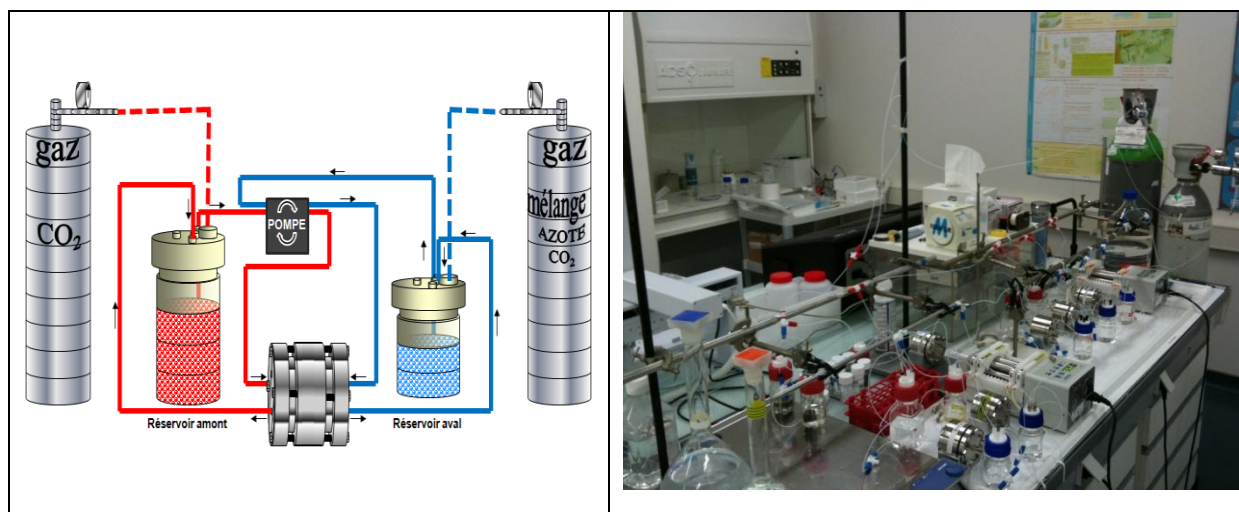 gaz
CO₂
POMPE
gaz
mélange
AZOTE
CO₂
Réservoir amont
Réservoir aval